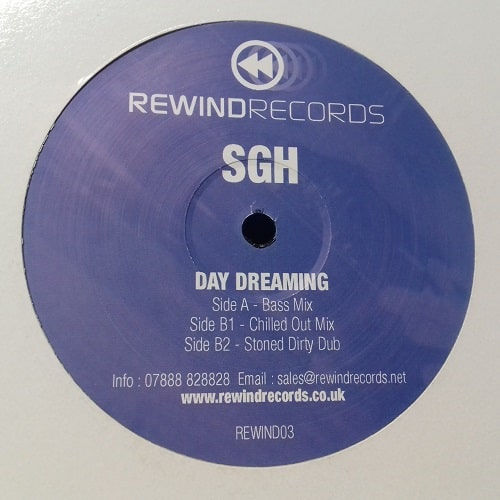 REWINDRECORDS
SGH
DAY DREAMING
Side A - Bass Mix
Side B1 - Chilled Out Mix
Side B2 - Stoned Dirty Dub
Info : 07888 828828 Email : sales@rewindrecords.net
www.rewindrecords.co.uk
REWIND03